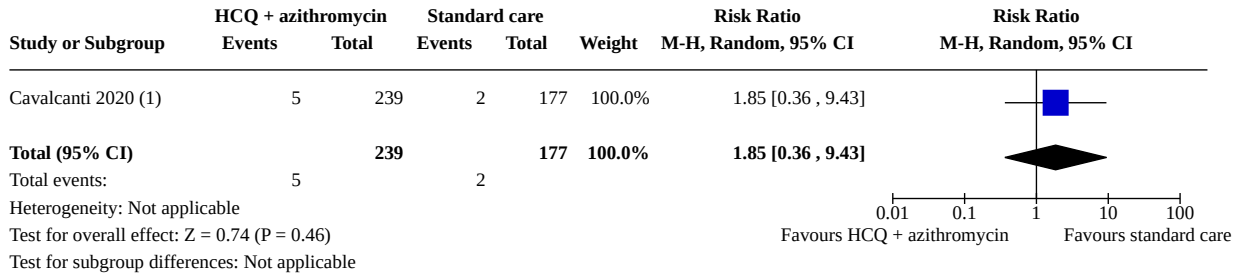 HCQ + azithromycin Standard care Risk Ratio Risk Ratio
Study or Subgroup Events Total Events Total Weight M-H, Random, 95% CI M-H, Random, 95% CI
Cavalcanti 2020 (1) 5 239 2 177 100.0% 1.85 [0.36 , 9.43]
Total (95% CI) 239 177 100.0% 1.85 [0.36 , 9.43]
Total events: 5 2
Heterogeneity: Not applicable
0.01 0.1 1 10 100
Test for overall effect: Z = 0.74 (P = 0.46) Favours HCQ + azithromycin Favours standard care
Test for subgroup differences: Not applicable